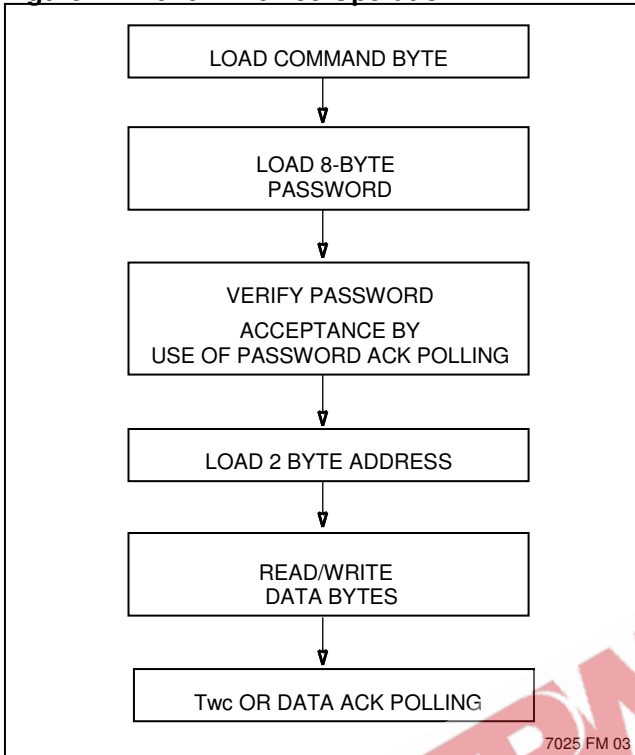 LOAD COMMAND BYTE
LOAD 8-BYTE
PASSWORD
VERIFY PASSWORD
ACCEPTANCE BY
USE OF PASSWORD ACK POLLING
LOAD 2 BYTE ADDRESS
READ/WRITE
DATA BYTES
Twc OR DATA ACK POLLING
7025 FM 03